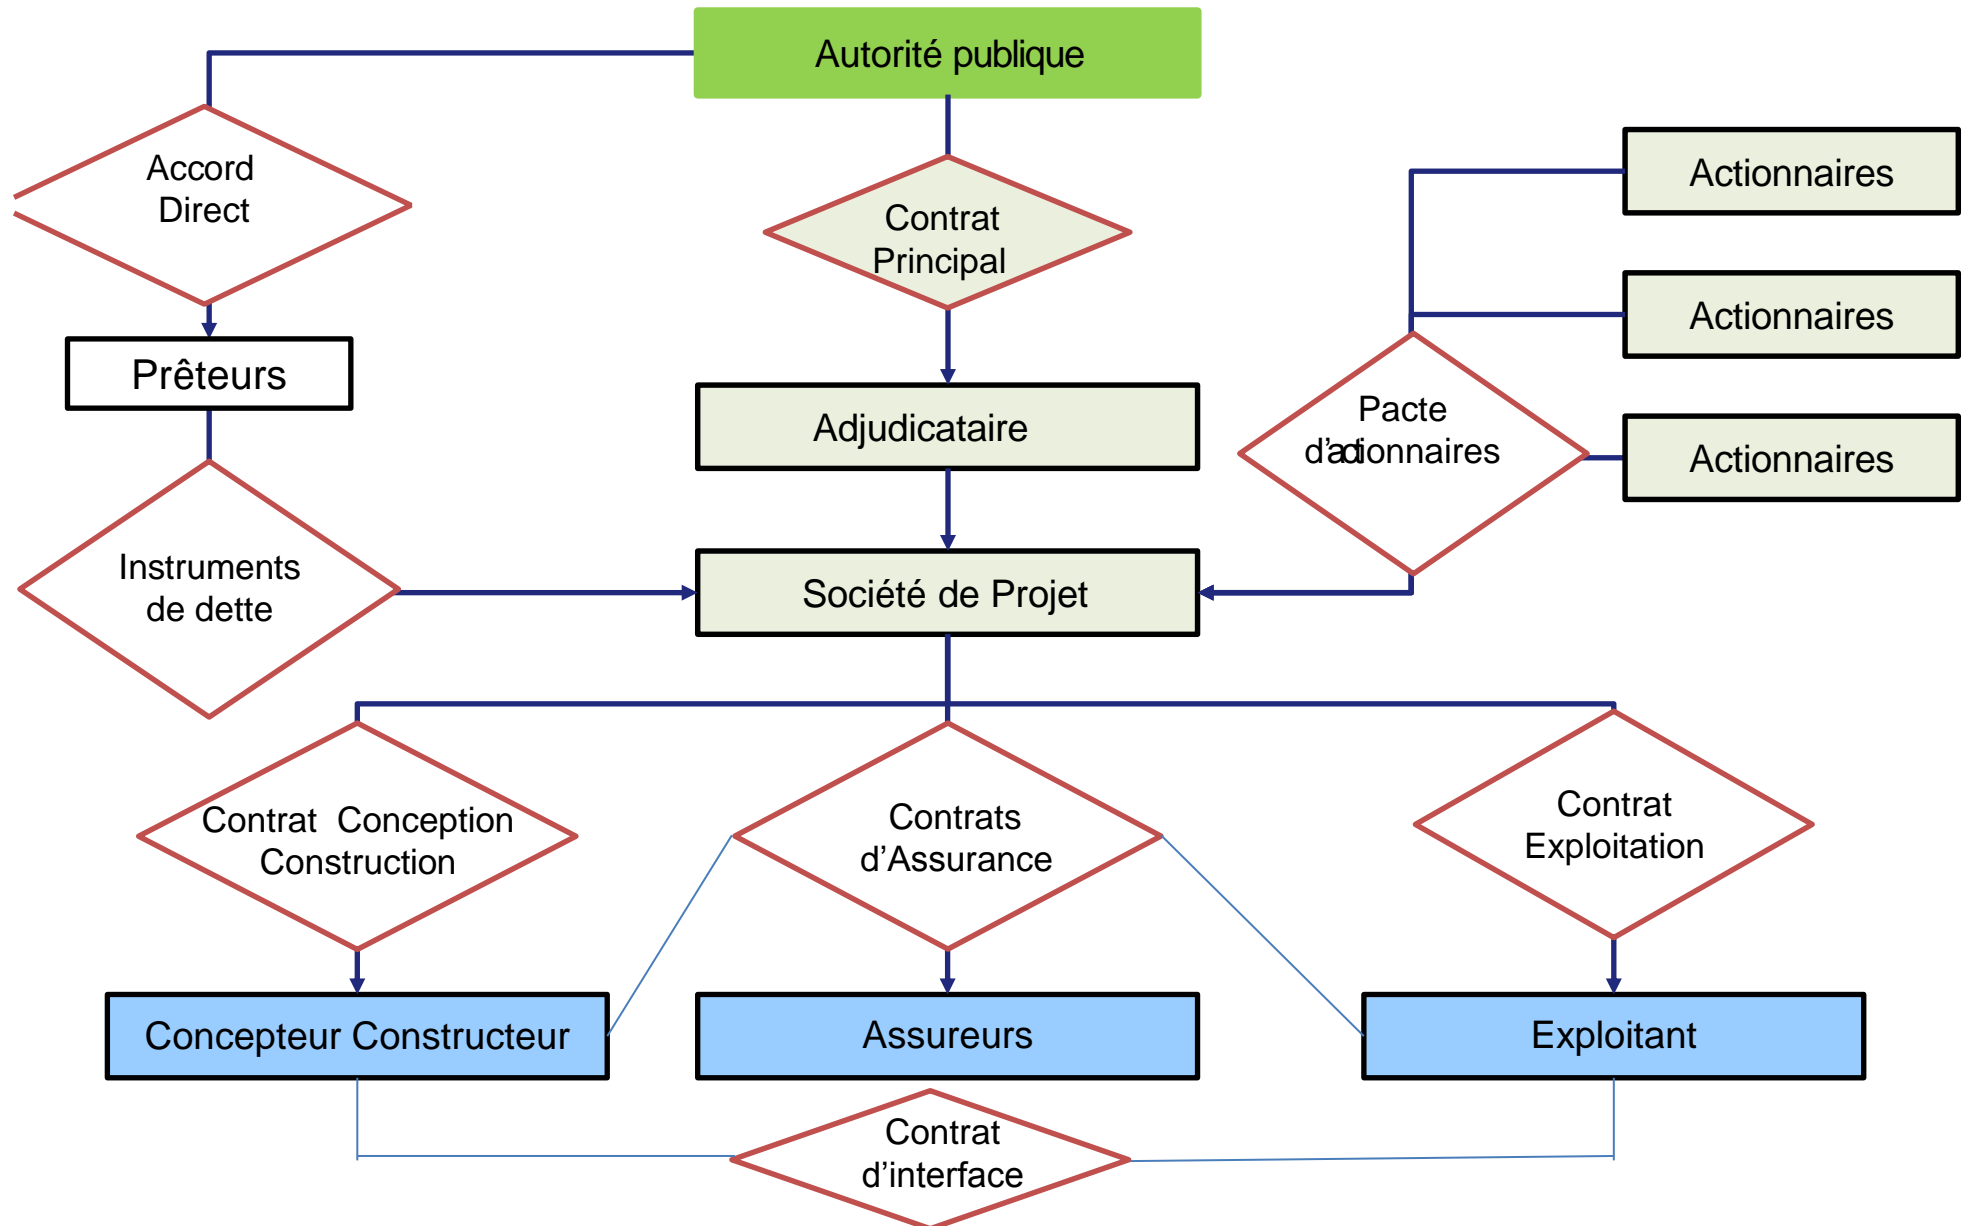 Autorité publique
Accord
Direct
Contrat
Principal
Actionnaires
Actionnaires
Prêteurs
Adjudicataire
Pacte
d'actionnaires
Actionnaires
Instruments
de dette
Société de Projet
Contrat Conception
Construction
Contrats
d’Assurance
Contrat
Exploitation
Concepteur Constructeur
Assureurs
Exploitant
Contrat
d’interface